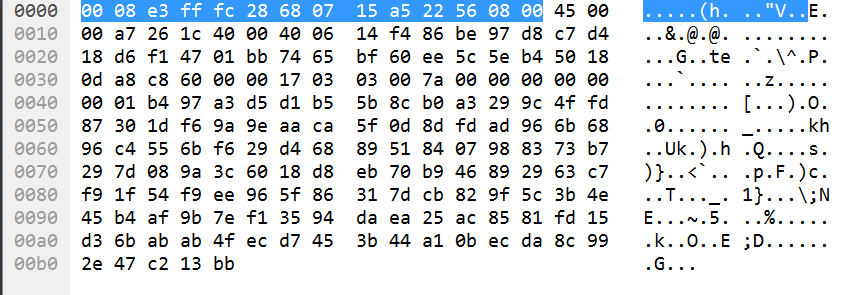 0000 00 08 e3 ff fc 28 68 07 15 a5 22 56 08 00 45 00 .....(h. .."V..E.
0010 00 a7 26 1c 40 00 40 06 14 f4 86 be 97 d8 c7 d4 ..&.@.@. ........
0020 18 d6 f1 47 01 bb 74 65 bf 60 ee 5c 5e b4 50 18 ...G..te .`.\^.P.
0030 0d a8 c8 60 00 00 00 17 03 03 00 7a 00 00 00 00 00 ...`.... ..z.....
0040 00 01 b4 97 a3 d5 d1 b5 5b 8c b0 a3 29 9c 4f fd ........ [...).O.
0050 87 30 1d f6 9a 9e aa ca 5f 0d 8d fd ad 96 6b 68 .0...... _.....kh
0060 96 c4 55 6b f6 29 d4 68 89 51 84 07 98 83 73 b7 ..Uk.).h .Q....s.
0070 29 7d 08 9a 3c 60 18 d8 eb 70 b9 46 89 29 63 c7 )}..<`.. .p.F.)c.
0080 f9 1f 54 f9 ee 96 5f 86 31 7d cb 82 9f 5c 3b 4e ..T..._. 1}...\;N
0090 45 b4 af 9b 7e f1 35 94 da ea 25 ac 85 81 fd 15 E...~.5. ..%.....
00a0 d3 6b ab ab 4f ec d7 45 3b 44 a1 0b ec da 8c 99 .k..O..E ;D......
00b0 2e 47 c2 13 bb .G...